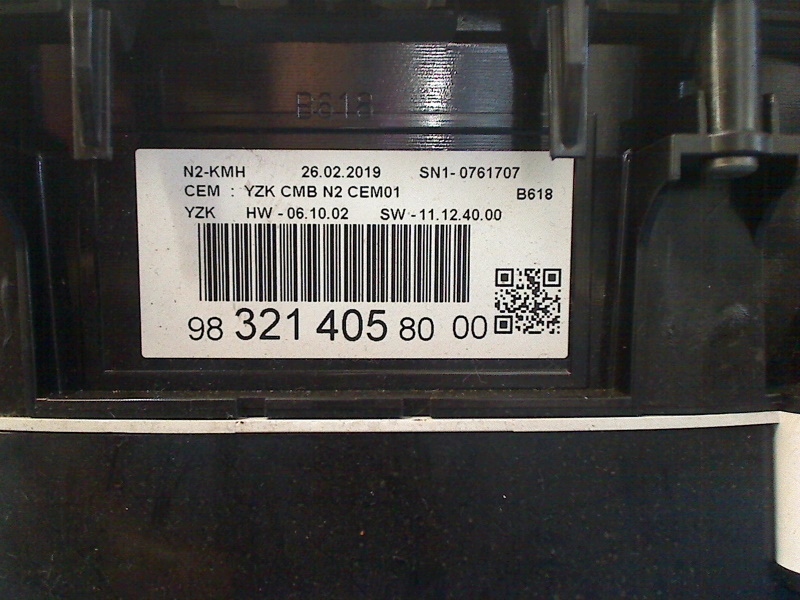 B618
N2-KMH 26.02.2019 SN1- 0761707
CEM : YZK CMB N2 CEM01 B618
YZK HW - 06.10.02 SW - 11.12.40.00
98 321 405 80 00